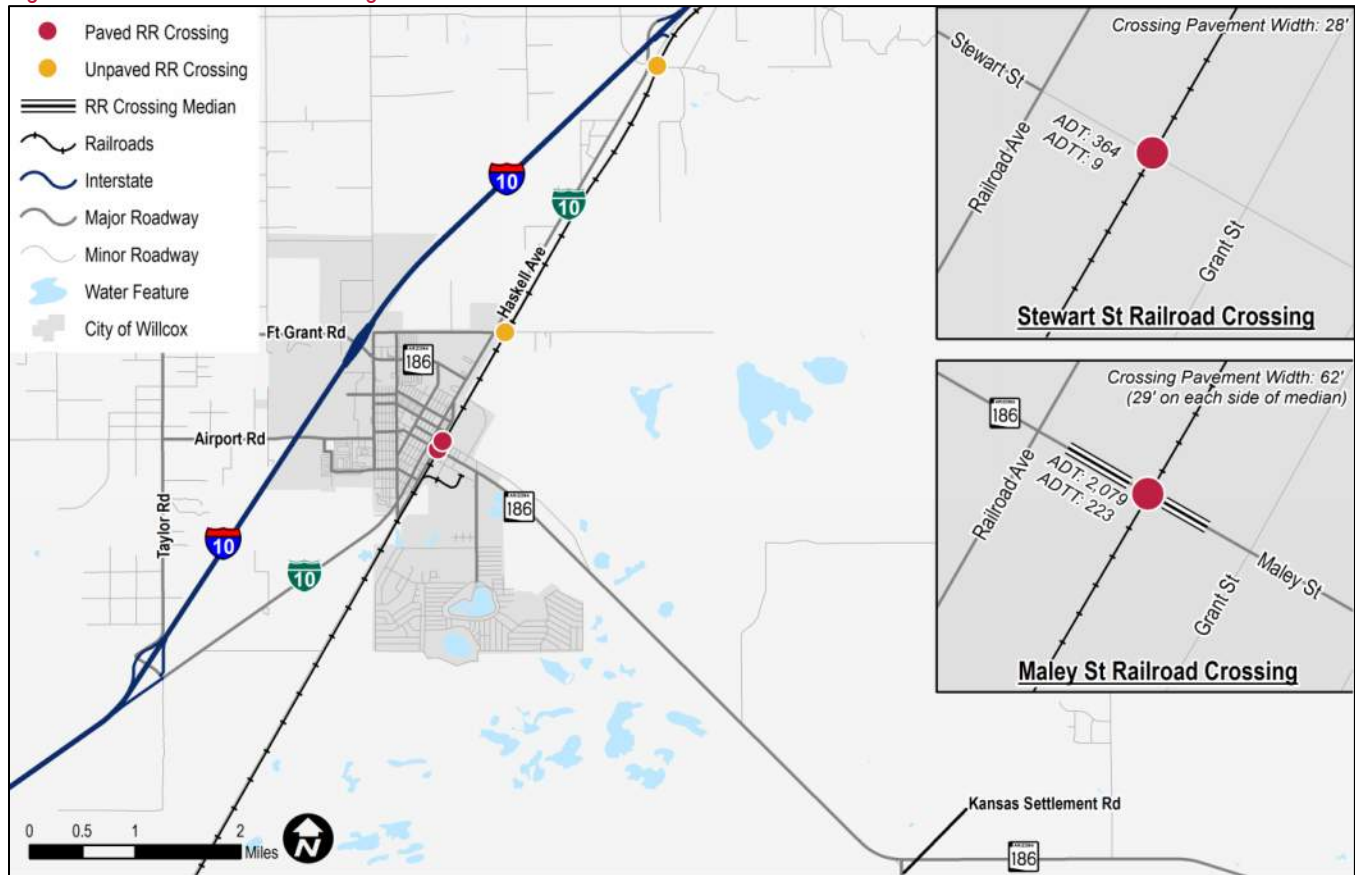 Paved RR Crossing
Unpaved RR Crossing
RR Crossing Median
Railroads
Interstate
Major Roadway
Minor Roadway
Water Feature
City of Willcox
10
10
Haskell Ave
Ft Grant Rd
ARIZONA
186
Airport Rd
ARIZONA
186
Taylor Rd
10
10
Kansas Settlement Rd
ARIZONA
186
0 0.5 1 2
Miles
N
Crossing Pavement Width: 28'
Stewart St
ADT: 364
ADTT: 9
Railroad Ave
Grant St
Stewart St Railroad Crossing
Crossing Pavement Width: 62'
(29' on each side of median)
ARIZONA
186
Railroad Ave
ADT: 2,079
ADTT: 223
Maley St
Grant St
Maley St Railroad Crossing